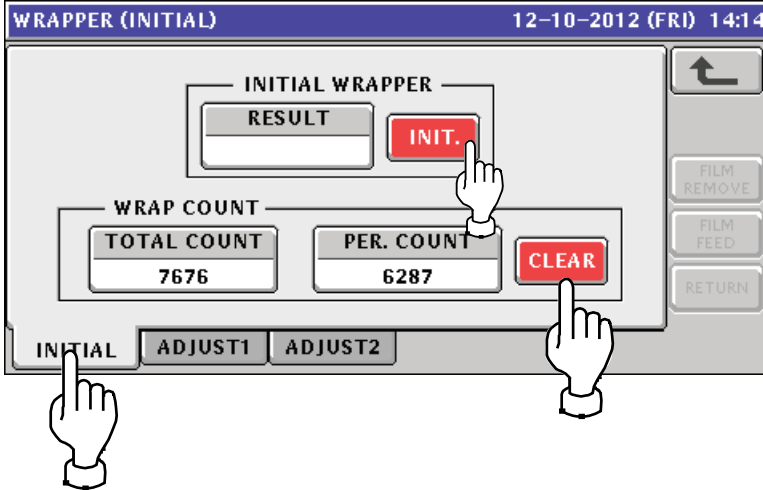 WRAPPER (INITIAL) 12-10-2012 (FRI) 14:14
INITIAL WRAPPER
RESULT
INIT.
WRAP COUNT
TOTAL COUNT
7676
PER. COUNT
6287
CLEAR
FILM
REMOVE
FILM
FEED
RETURN
INITIAL ADJUST1 ADJUST2